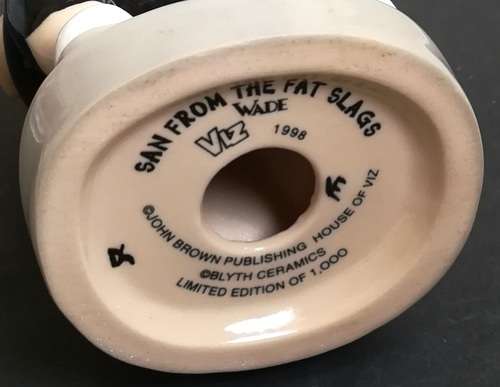 SAN FROM THE FAT SLAGS
WADE
VIZ 1998
©JOHN BROWN PUBLISHING HOUSE OF VIZ
©BLYTH CERAMICS
LIMITED EDITION OF 1,000